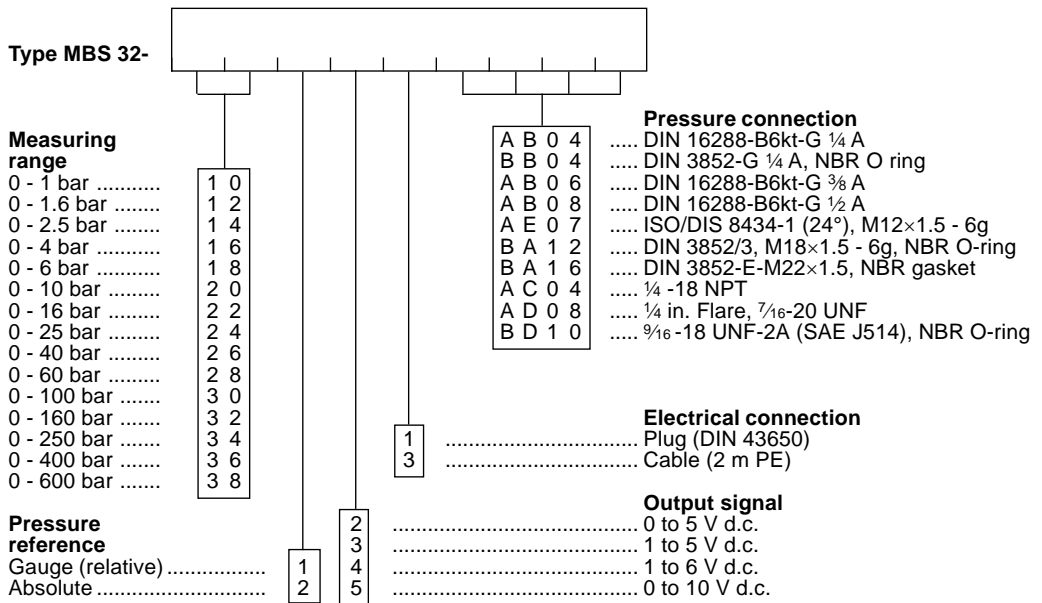 Type MBS 32-
Pressure connection
A B 0 4 ..... DIN 16288-B6kt-G ¼ A
B B 0 4 ..... DIN 3852-G ¼ A, NBR O ring
A B 0 6 ..... DIN 16288-B6kt-G ⅜ A
A B 0 8 ..... DIN 16288-B6kt-G ½ A
A E 0 7 ..... ISO/DIS 8434-1 (24°), M12×1.5 - 6g
B A 1 2 ..... DIN 3852/3, M18×1.5 - 6g, NBR O-ring
B A 1 6 ..... DIN 3852-E-M22×1.5, NBR gasket
A C 0 4 ..... ¼ -18 NPT
A D 0 8 ..... ¼ in. Flare, 7⁄16-20 UNF
B D 1 0 ..... 9⁄16 -18 UNF-2A (SAE J514), NBR O-ring
Measuring
range
0 - 1 bar ........... 1 0
0 - 1.6 bar ........ 1 2
0 - 2.5 bar ........ 1 4
0 - 4 bar ........... 1 6
0 - 6 bar ........... 1 8
0 - 10 bar ......... 2 0
0 - 16 bar ......... 2 2
0 - 25 bar ......... 2 4
0 - 40 bar ......... 2 6
0 - 60 bar ......... 2 8
0 - 100 bar ....... 3 0
0 - 160 bar ....... 3 2
0 - 250 bar ....... 3 4
0 - 400 bar ....... 3 6
0 - 600 bar ....... 3 8
Electrical connection
1 ................................... Plug (DIN 43650)
3 ................................... Cable (2 m PE)
Output signal
2 ............................................ 0 to 5 V d.c.
3 ............................................ 1 to 5 V d.c.
4 ............................................ 1 to 6 V d.c.
5 ............................................ 0 to 10 V d.c.
Pressure
reference
Gauge (relative) .................. 1
Absolute ............................. 2